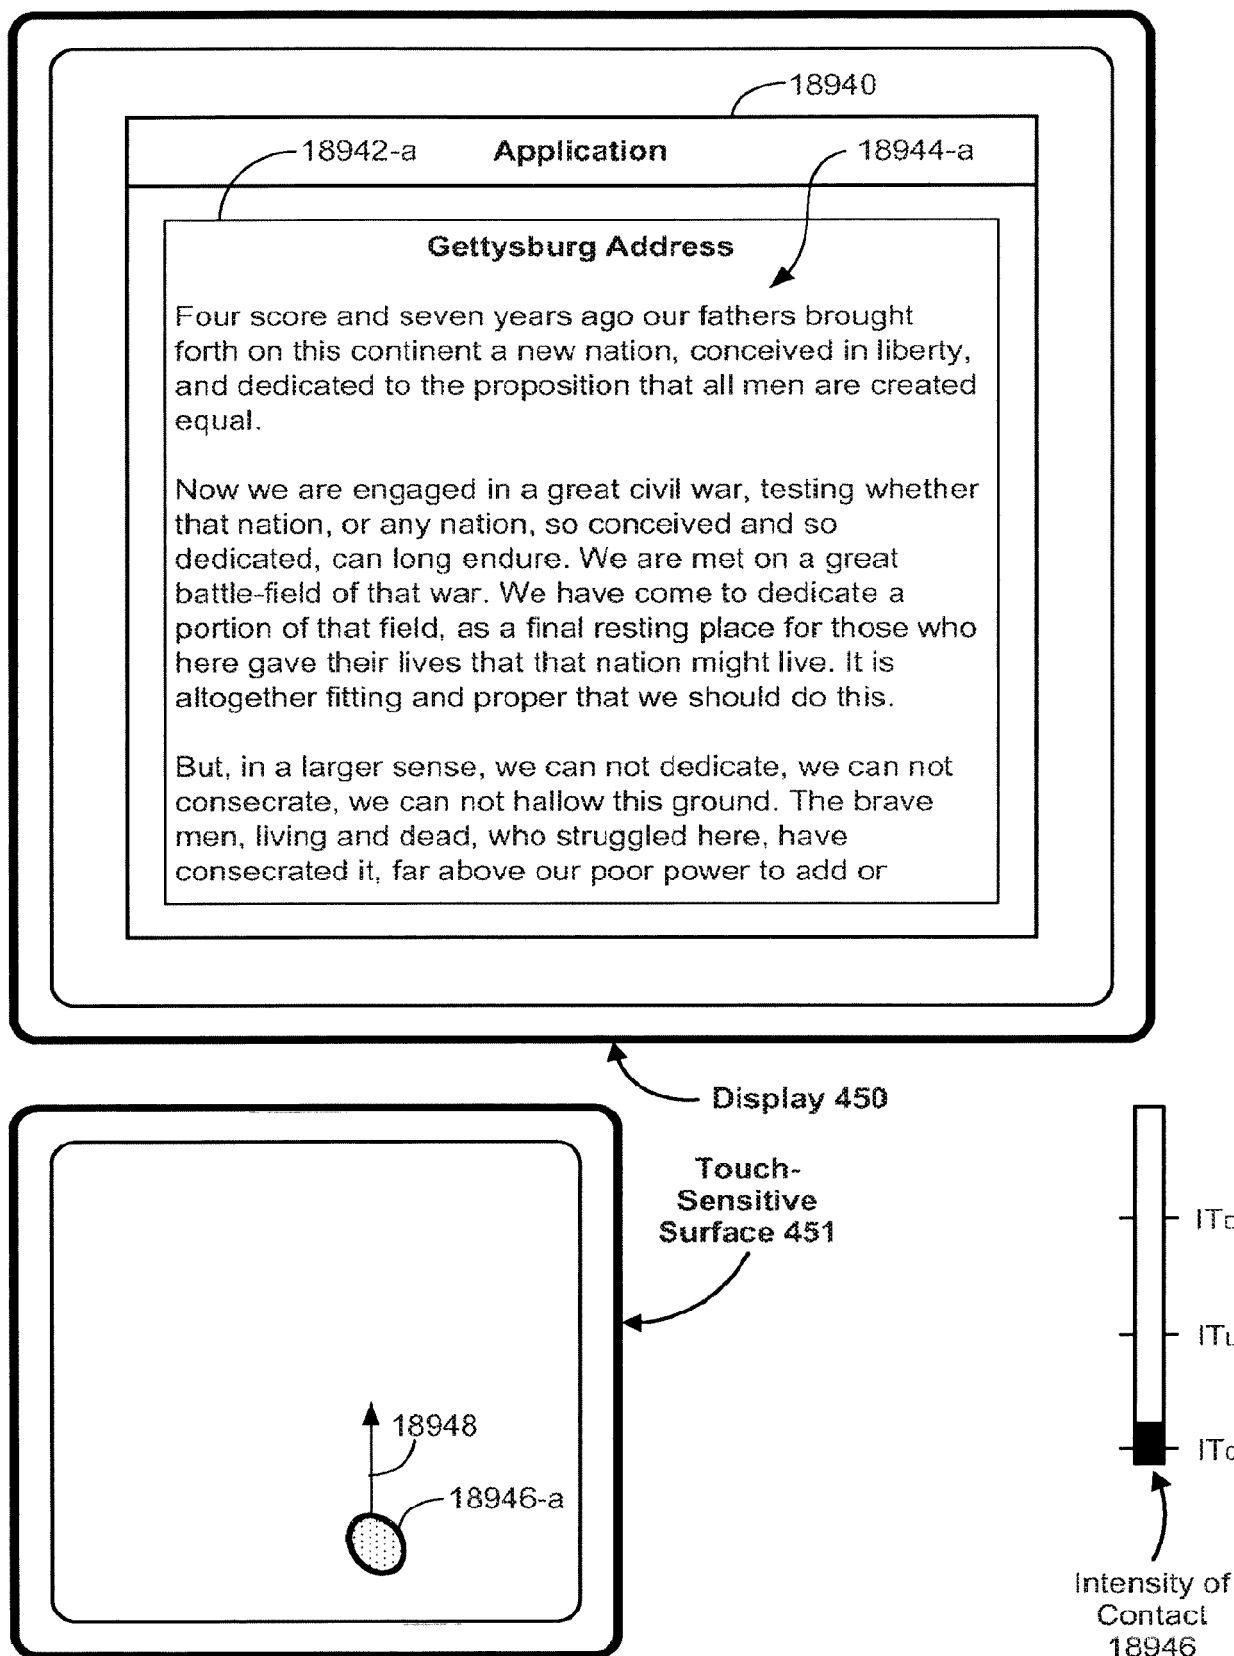 18940
18942-a
Application
18944-a
Gettysburg Address
Four score and seven years ago our fathers brought
forth on this continent a new nation, conceived in liberty,
and dedicated to the proposition that all men are created
equal.
Now we are engaged in a great civil war, testing whether
that nation, or any nation, so conceived and so
dedicated, can long endure. We are met on a great
battle-field of that war. We have come to dedicate a
portion of that field, as a final resting place for those who
here gave their lives that that nation might live. It is
altogether fitting and proper that we should do this.
But, in a larger sense, we can not dedicate, we can not
consecrate, we can not hallow this ground. The brave
men, living and dead, who struggled here, have
consecrated it, far above our poor power to add or
Display 450
Touch-
Sensitive
Surface 451
18948
18946-a
Intensity of
Contact
18946